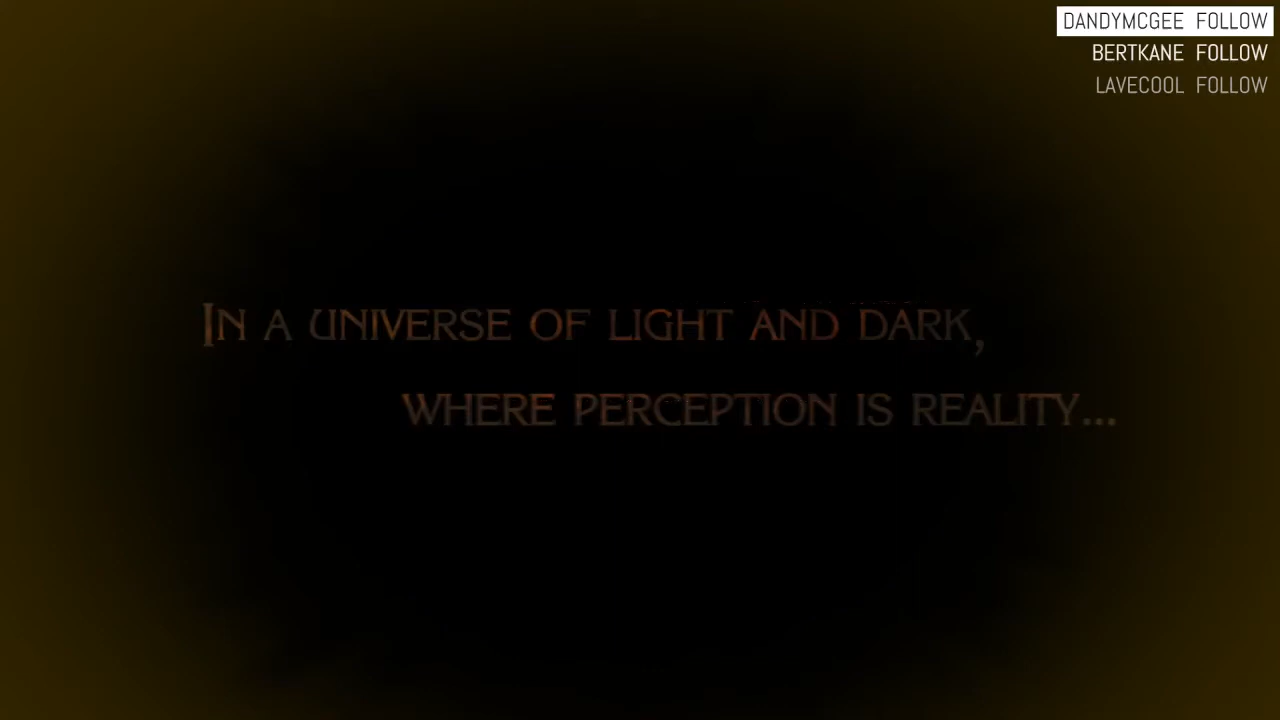 DANDYMCGEE FOLLOW
BERTKANE FOLLOW
LAVECOOL FOLLOW
IN A UNIVERSE OF LIGHT AND DARK,
WHERE PERCEPTION IS REALITY...